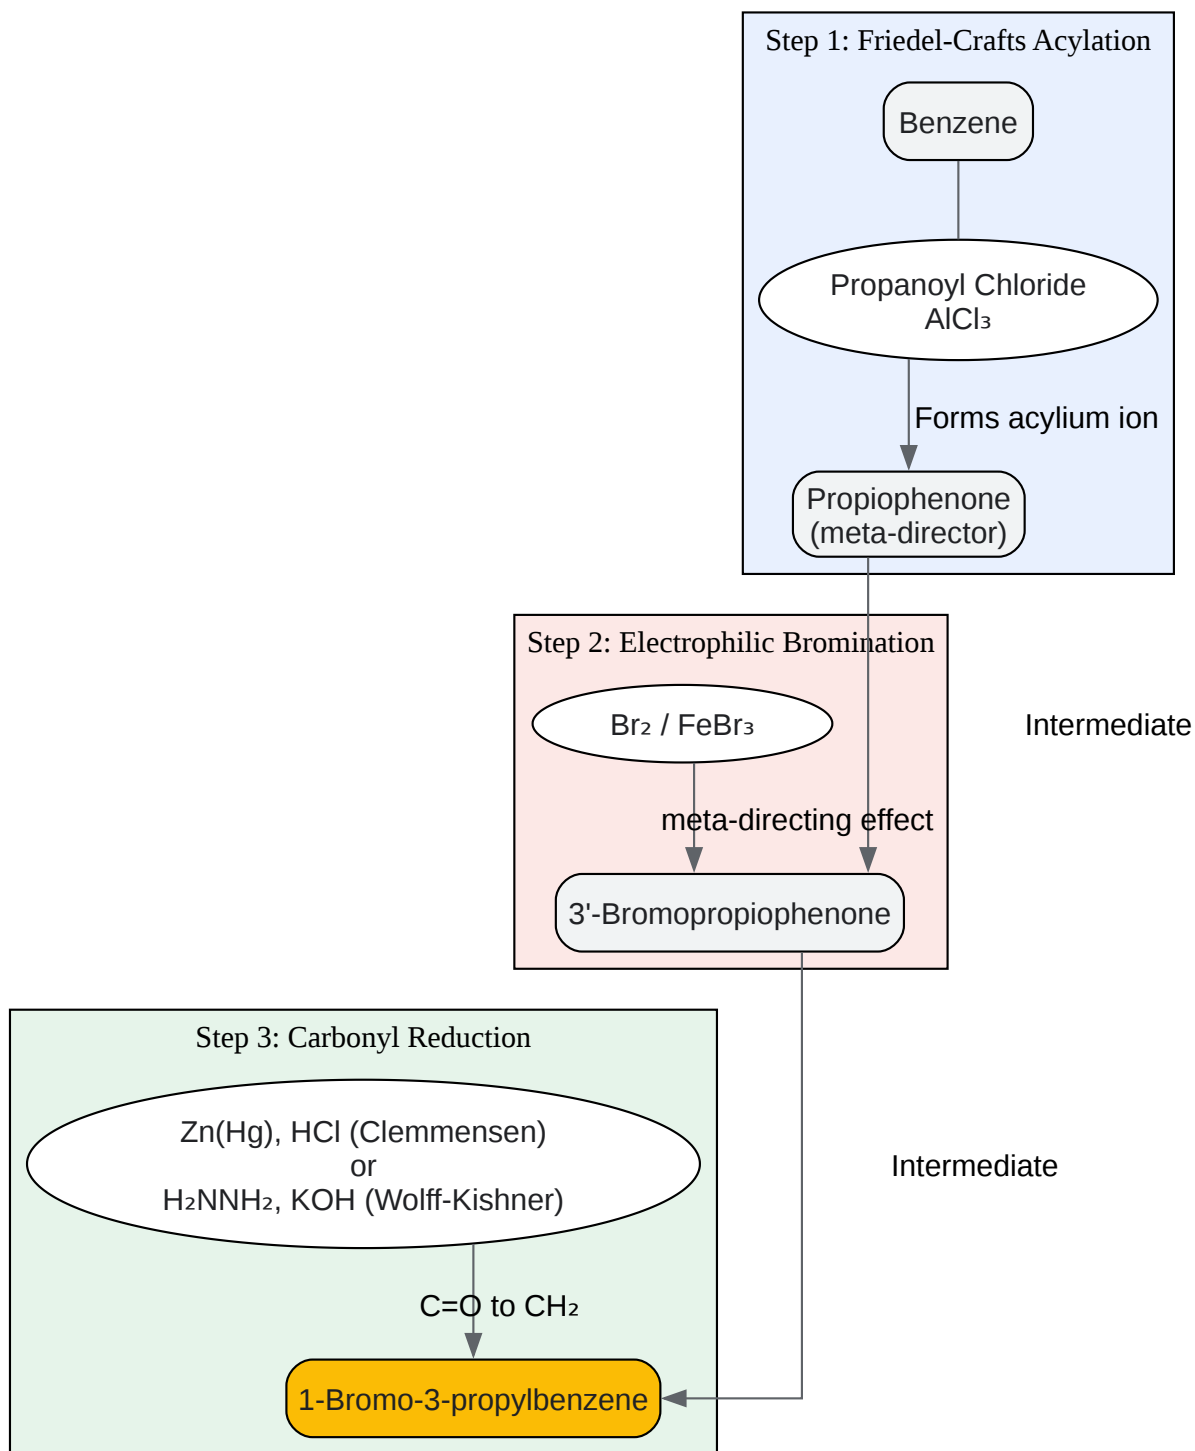 Step 1: Friedel-Crafts Acylation
Benzene
Propanoyl Chloride
AlCl₃
Forms acylium ion
Propiophenone
(meta-director)
Step 2: Electrophilic Bromination
Br₂ / FeBr₃
Intermediate
meta-directing effect
3'-Bromopropiophenone
Step 3: Carbonyl Reduction
Zn(Hg), HCl (Clemmensen)
or
H₂NNH₂, KOH (Wolff-Kishner)
Intermediate
C=O to CH₂
1-Bromo-3-propylbenzene